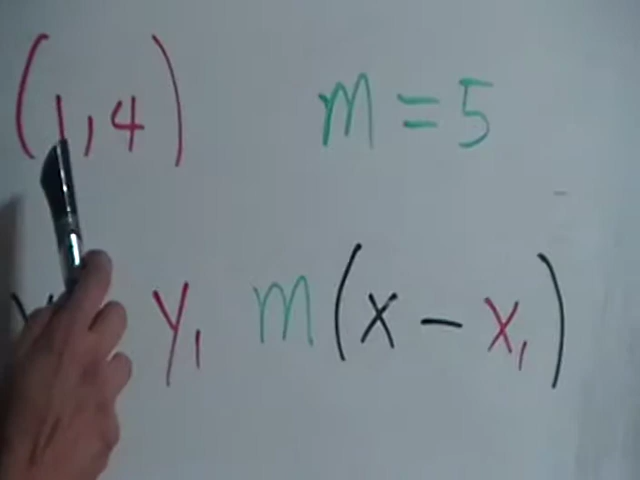 (1,4) m = 5
y₁ m(x - x₁)